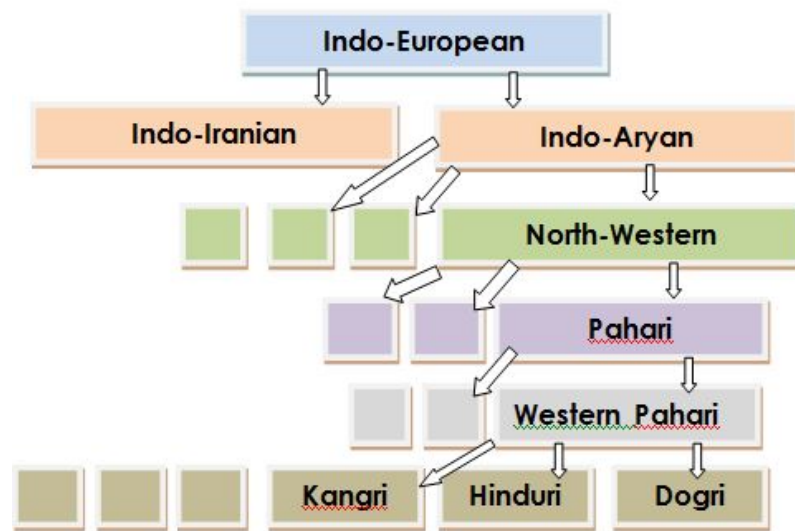 Indo-European
Indo-Iranian
Indo-Aryan
North-Western
Pahari
Western Pahari
Kangri
Hinduri
Dogri